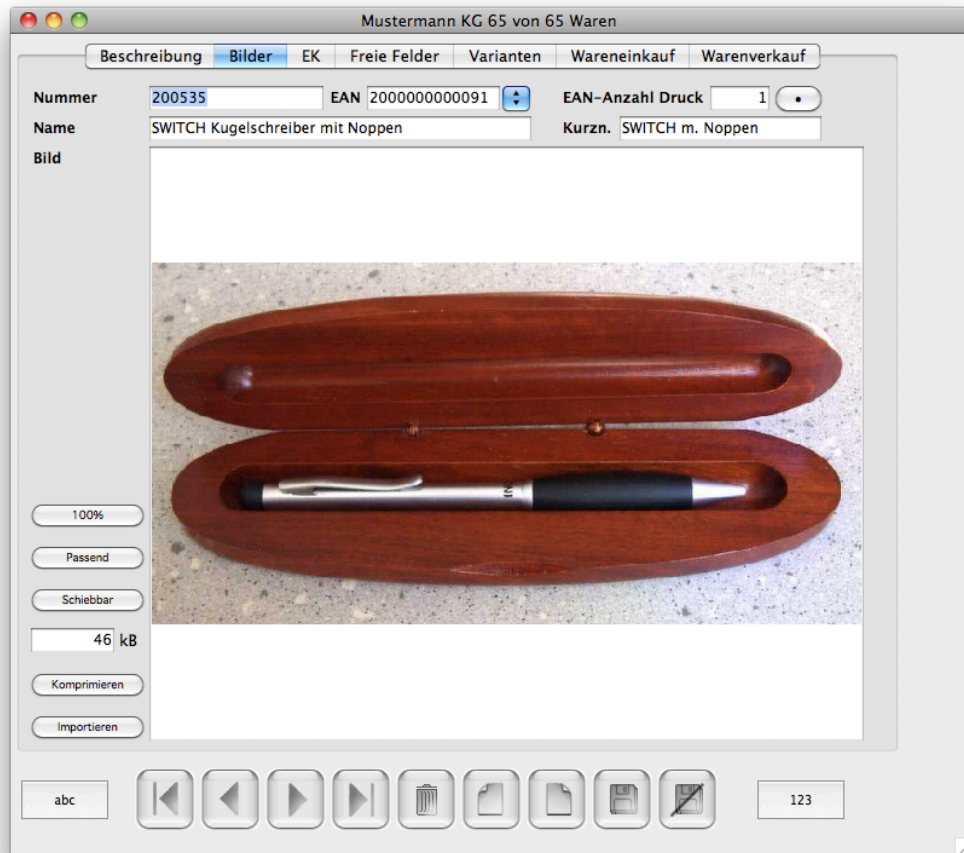 Mustermann KG 65 von 65 Waren
Beschreibung Bilder EK Freie Felder Varianten Wareneinkauf Warenverkauf
Nummer 200535 EAN 2000000000091 EAN-Anzahl Druck 1
Name SWITCH Kugelschreiber mit Noppen Kurzn. SWITCH m. Noppen
Bild
100%
Passend
Schiebbar
46 kB
Komprimieren
Importieren
abc 123